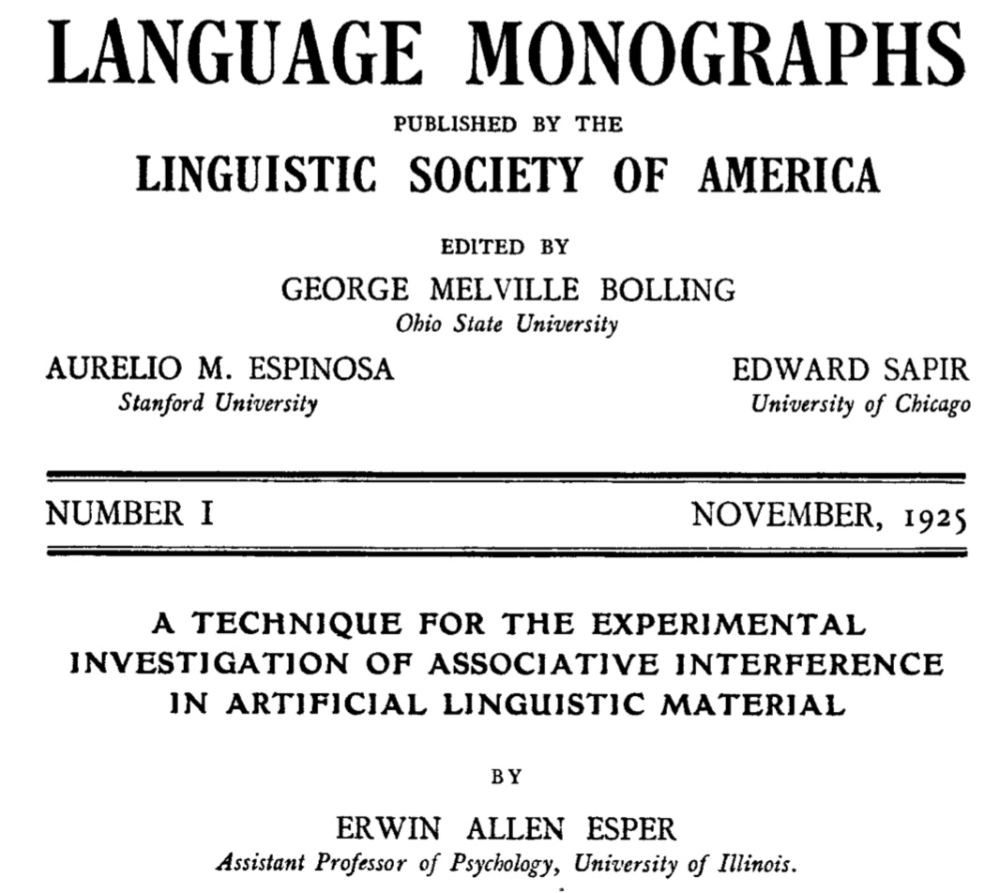 LANGUAGE MONOGRAPHS
PUBLISHED BY THE
LINGUISTIC SOCIETY OF AMERICA
EDITED BY
GEORGE MELVILLE BOLLING
Ohio State University
AURELIO M. ESPINOSA EDWARD SAPIR
Stanford University University of Chicago
NUMBER I NOVEMBER, 1925
A TECHNIQUE FOR THE EXPERIMENTAL
INVESTIGATION OF ASSOCIATIVE INTERFERENCE
IN ARTIFICIAL LINGUISTIC MATERIAL
BY
ERWIN ALLEN ESPER
Assistant Professor of Psychology, University of Illinois.